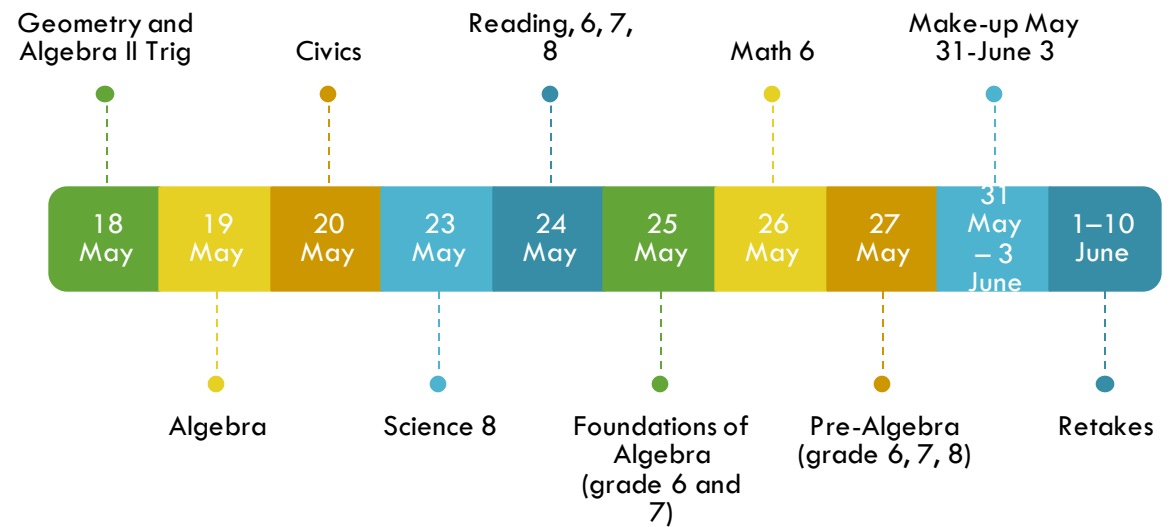 Geometry and
Algebra II Trig
Civics
Reading, 6, 7,
8
Math 6
Make-up May
31-June 3
18
May
19
May
20
May
23
May
24
May
25
May
26
May
27
May
31
May
– 3
June
1–10
June
Algebra
Science 8
Foundations of
Algebra
(grade 6 and
7)
Pre-Algebra
(grade 6, 7, 8)
Retakes